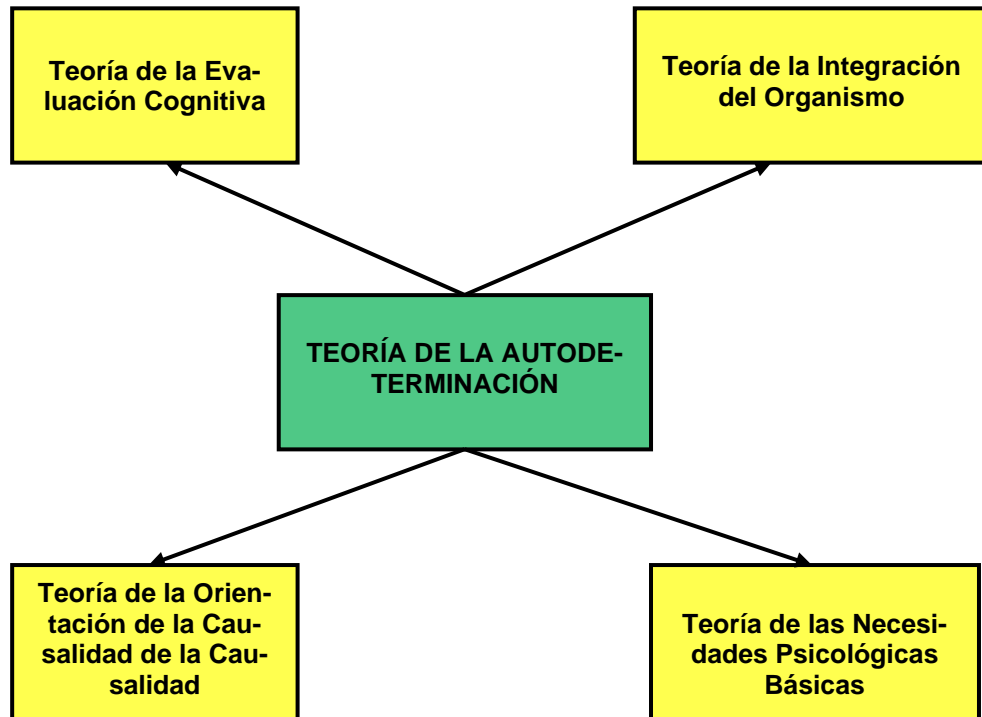 Teoría de la Eva-
luación Cognitiva
Teoría de la Integración
del Organismo
TEORÍA DE LA AUTODE-
TERMINACIÓN
Teoría de la Orien-
tación de la Cau-
salidad de la Cau-
salidad
Teoría de las Necesi-
dades Psicológicas
Básicas